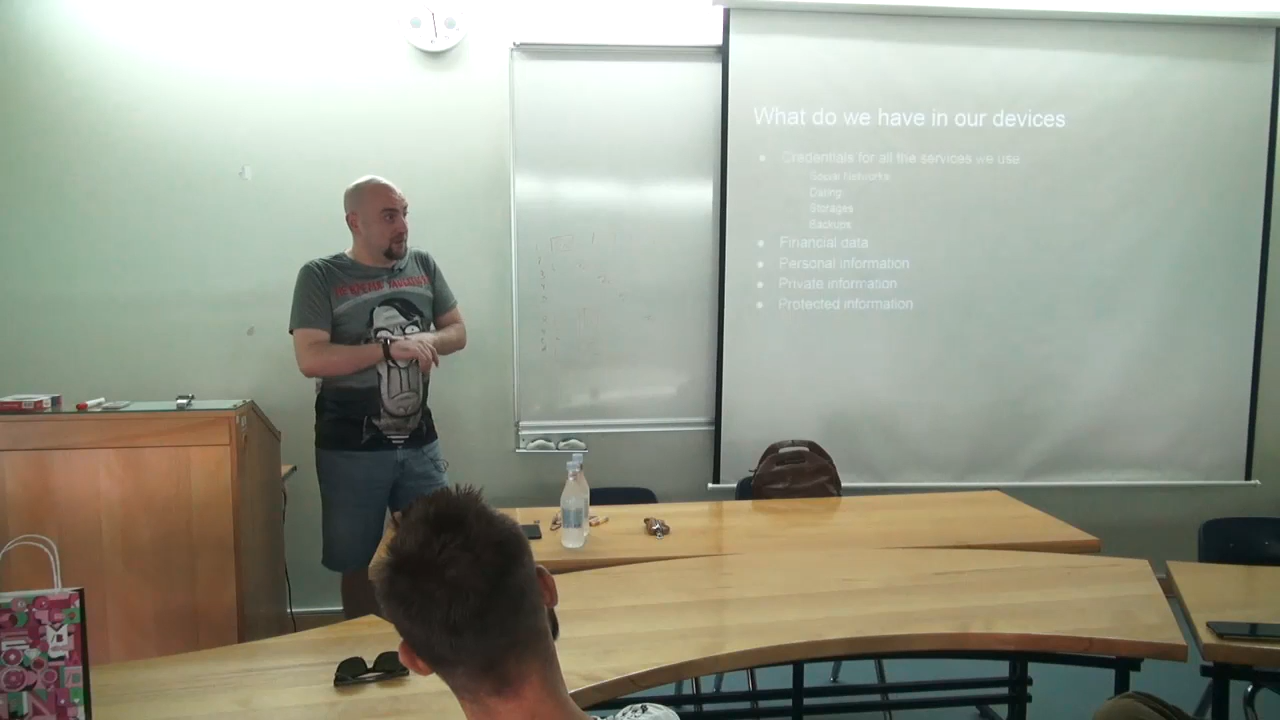 What do we have in our devices
Credentials for all the services we use
Social Networks
Dating
Storages
Backups
Financial data
Personal information
Private information
Protected information